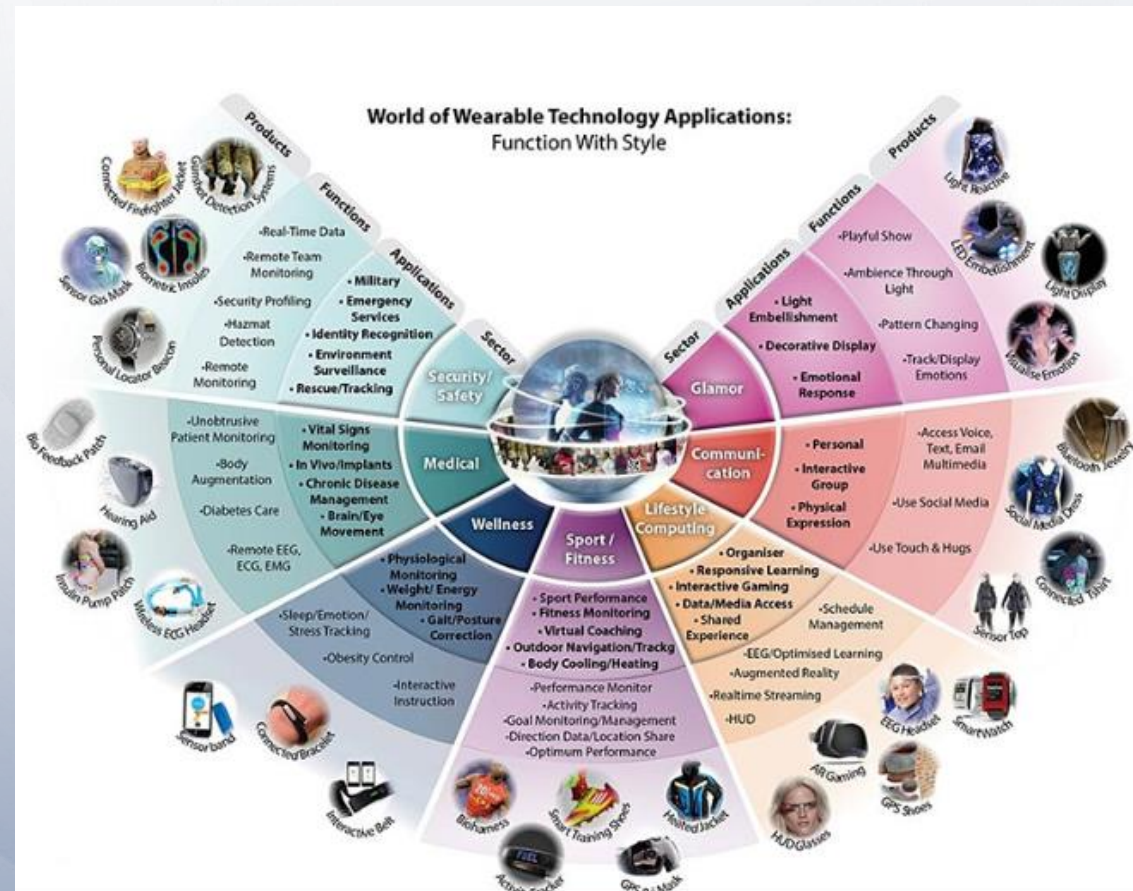 World of Wearable Technology Applications:
Function With Style
Products
Functions
Applications
Sector
Security/
Safety
• Military
• Emergency
Services
• Identity Recognition
• Environment
Surveillance
• Rescue/Tracking
•Real-Time Data
•Remote Team
Monitoring
•Security Profiling
•Hazmat
Detection
•Remote
Monitoring
Connected Firefighter Jacket
Gunshot Detection Systems
Sensor Gas Mask
Biometric Insoles
Personal Locator Beacon
Medical
• Vital Signs
Monitoring
• In Vivo/Implants
• Chronic Disease
Management
• Brain/Eye
Movement
•Unobtrusive
Patient Monitoring
•Body
Augmentation
•Diabetes Care
•Remote EEG,
ECG, EMG
Bio Feedback Patch
Hearing Aid
Insulin Pump Patch
Wireless ECG Headset
Wellness
• Physiological
Monitoring
• Weight/ Energy
Monitoring
• Gait/Posture
Correction
•Sleep/Emotion/
Stress Tracking
•Obesity Control
•Interactive
Instruction
Sensor band
Connected Bracelet
Interactive Belt
Sport /
Fitness
• Sport Performance
• Fitness Monitoring
• Virtual Coaching
• Outdoor Navigation/Trackg
• Body Cooling/Heating
•Performance Monitor
•Activity Tracking
•Goal Monitoring/Management
•Direction Data/Location Share
•Optimum Performance
Bioharness
Smart Training Shoes
Heated Jacket
FUEL
Activity Tracker
GPS Mask
Lifestyle
Computing
• Organiser
• Responsive Learning
• Interactive Gaming
• Data/Media Access
• Shared
Experience
•Schedule
Management
•EEG/Optimised Learning
•Augmented Reality
•Realtime Streaming
•HUD
EEG Headset
SmartWatch
AR Gaming
GPS Shoes
HUD Glasses
Communi-
cation
• Personal
• Interactive
Group
• Physical
Expression
•Access Voice,
Text, Email
Multimedia
•Use Social Media
•Use Touch & Hugs
Bluetooth Jewelry
Social Media Dress
Connected Tshirt
Sensor Top
Glamor
• Light
Embellishment
• Decorative Display
• Emotional
Response
•Playful Show
•Ambience Through
Light
•Pattern Changing
•Track/Display
Emotions
Light Reactive
LED Embellishment
Light Display
Visualise Emotion
Sector
Applications
Functions
Products